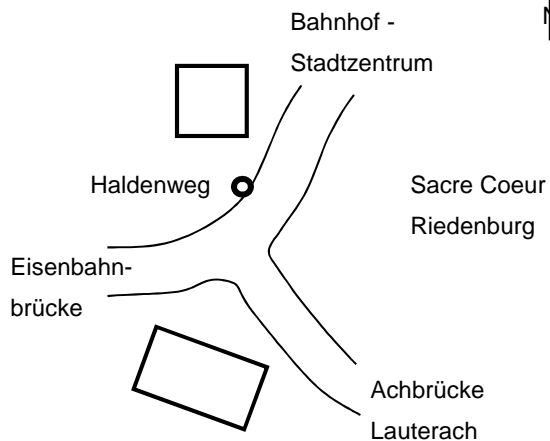 Bahnhof -
Stadtzentrum
Haldenweg
Sacre Coeur
Riedenburg
Eisenbahn-
brücke
Achbrücke
Lauterach